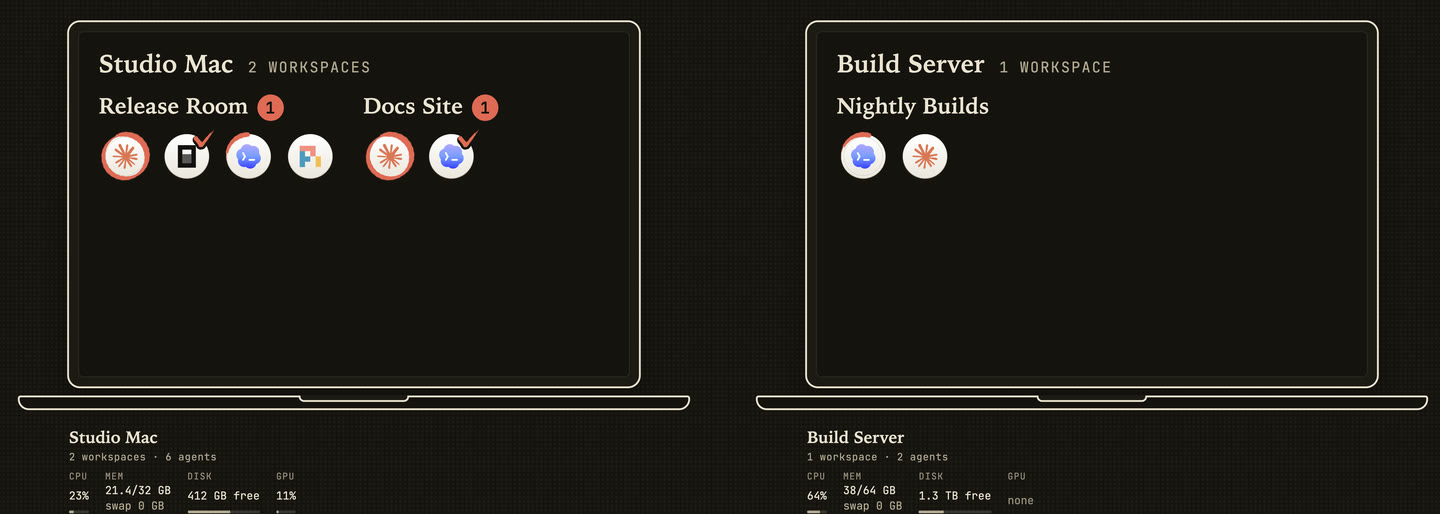 Studio Mac 2 WORKSPACES
Release Room 1
Docs Site 1
Studio Mac
2 workspaces · 6 agents
CPU MEM DISK GPU
23% 21.4/32 GB swap 0 GB 412 GB free 11%
Build Server 1 WORKSPACE
Nightly Builds
Build Server
1 workspace · 2 agents
CPU MEM DISK GPU
64% 38/64 GB swap 0 GB 1.3 TB free none